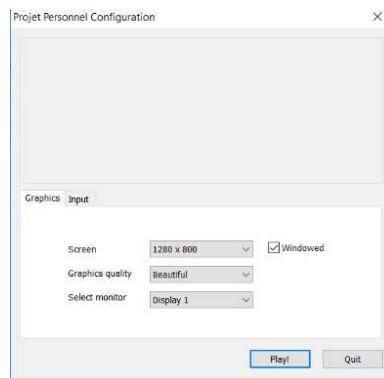 Projet Personnel Configuration
Graphics Input
Screen 1280 x 800 Windowed
Graphics quality Beautiful
Select monitor Display 1
Play! Quit